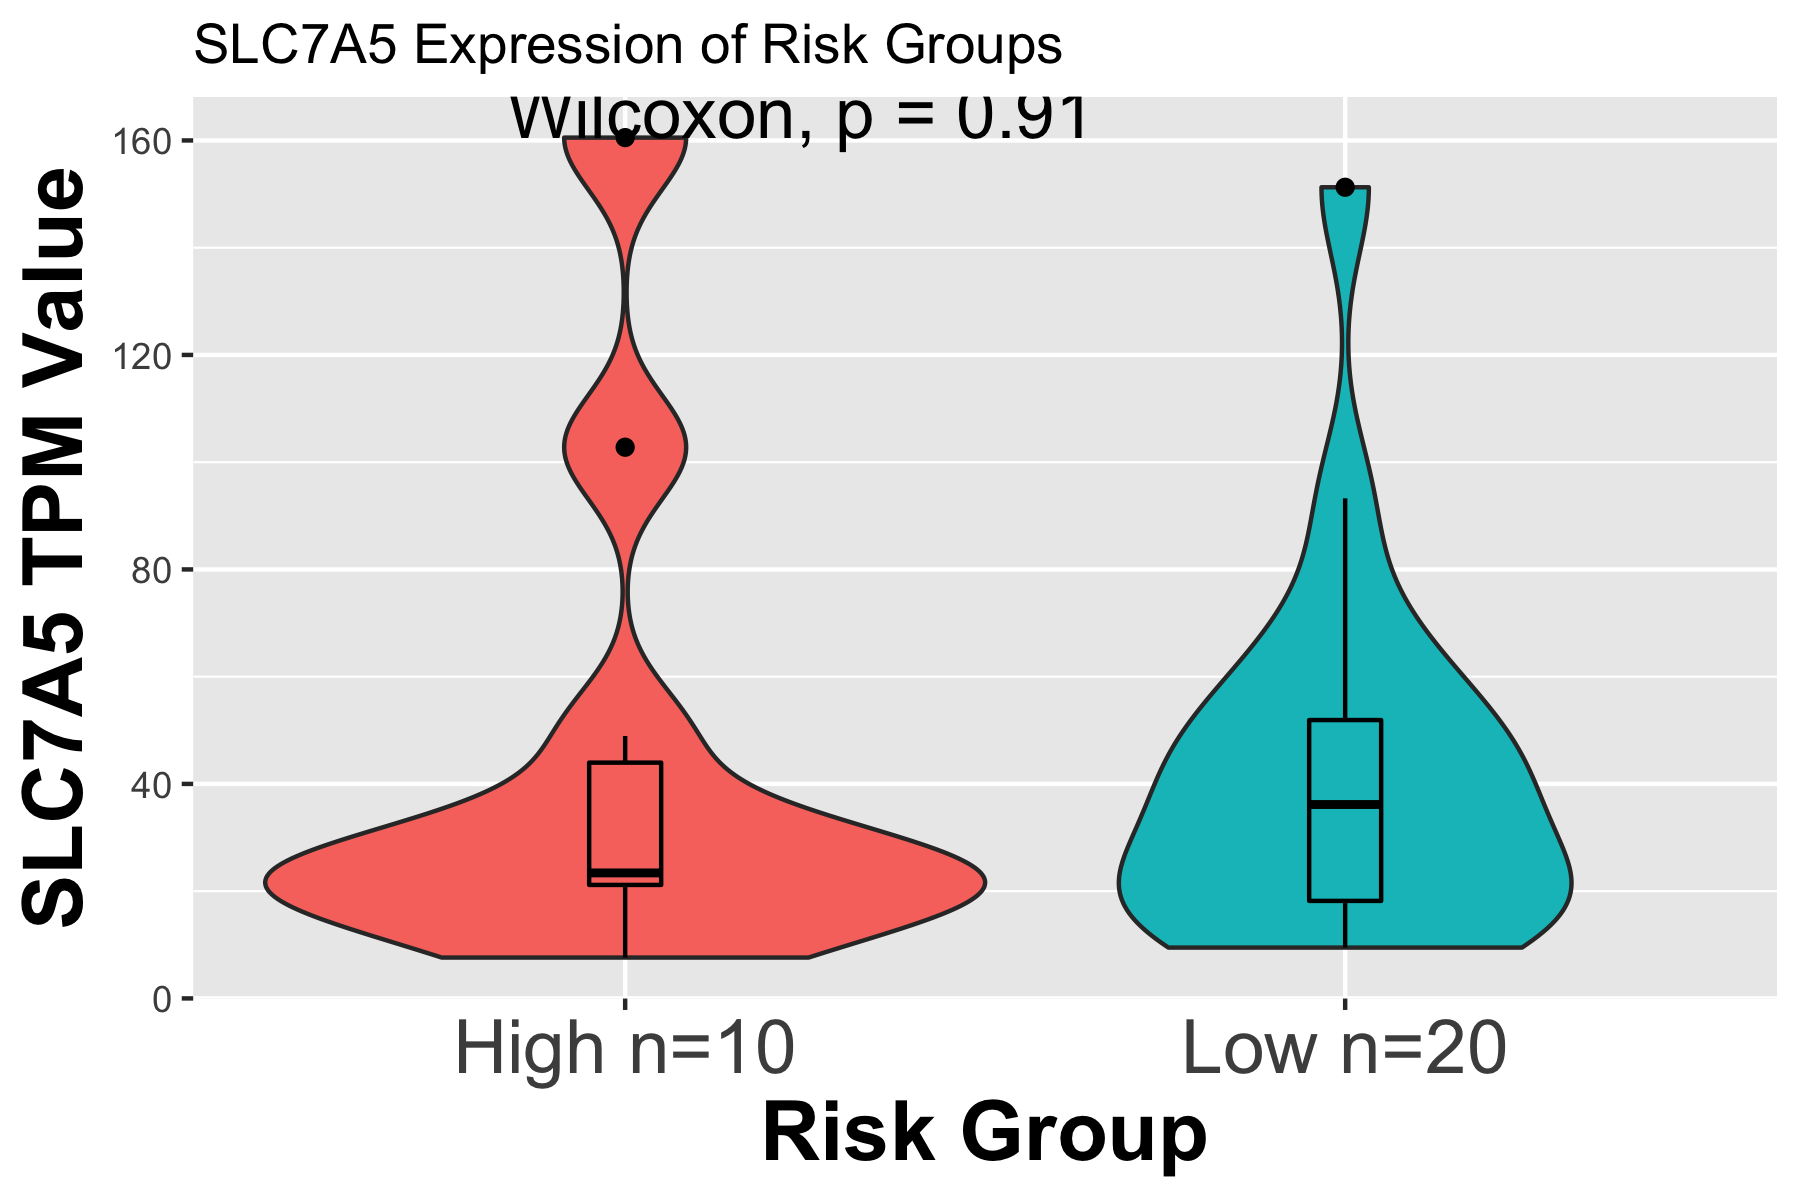 SLC7A5 Expression of Risk Groups
Wilcoxon, p = 0.91
160
120
80
40
0
SLC7A5 TPM Value
High n=10
Low n=20
Risk Group